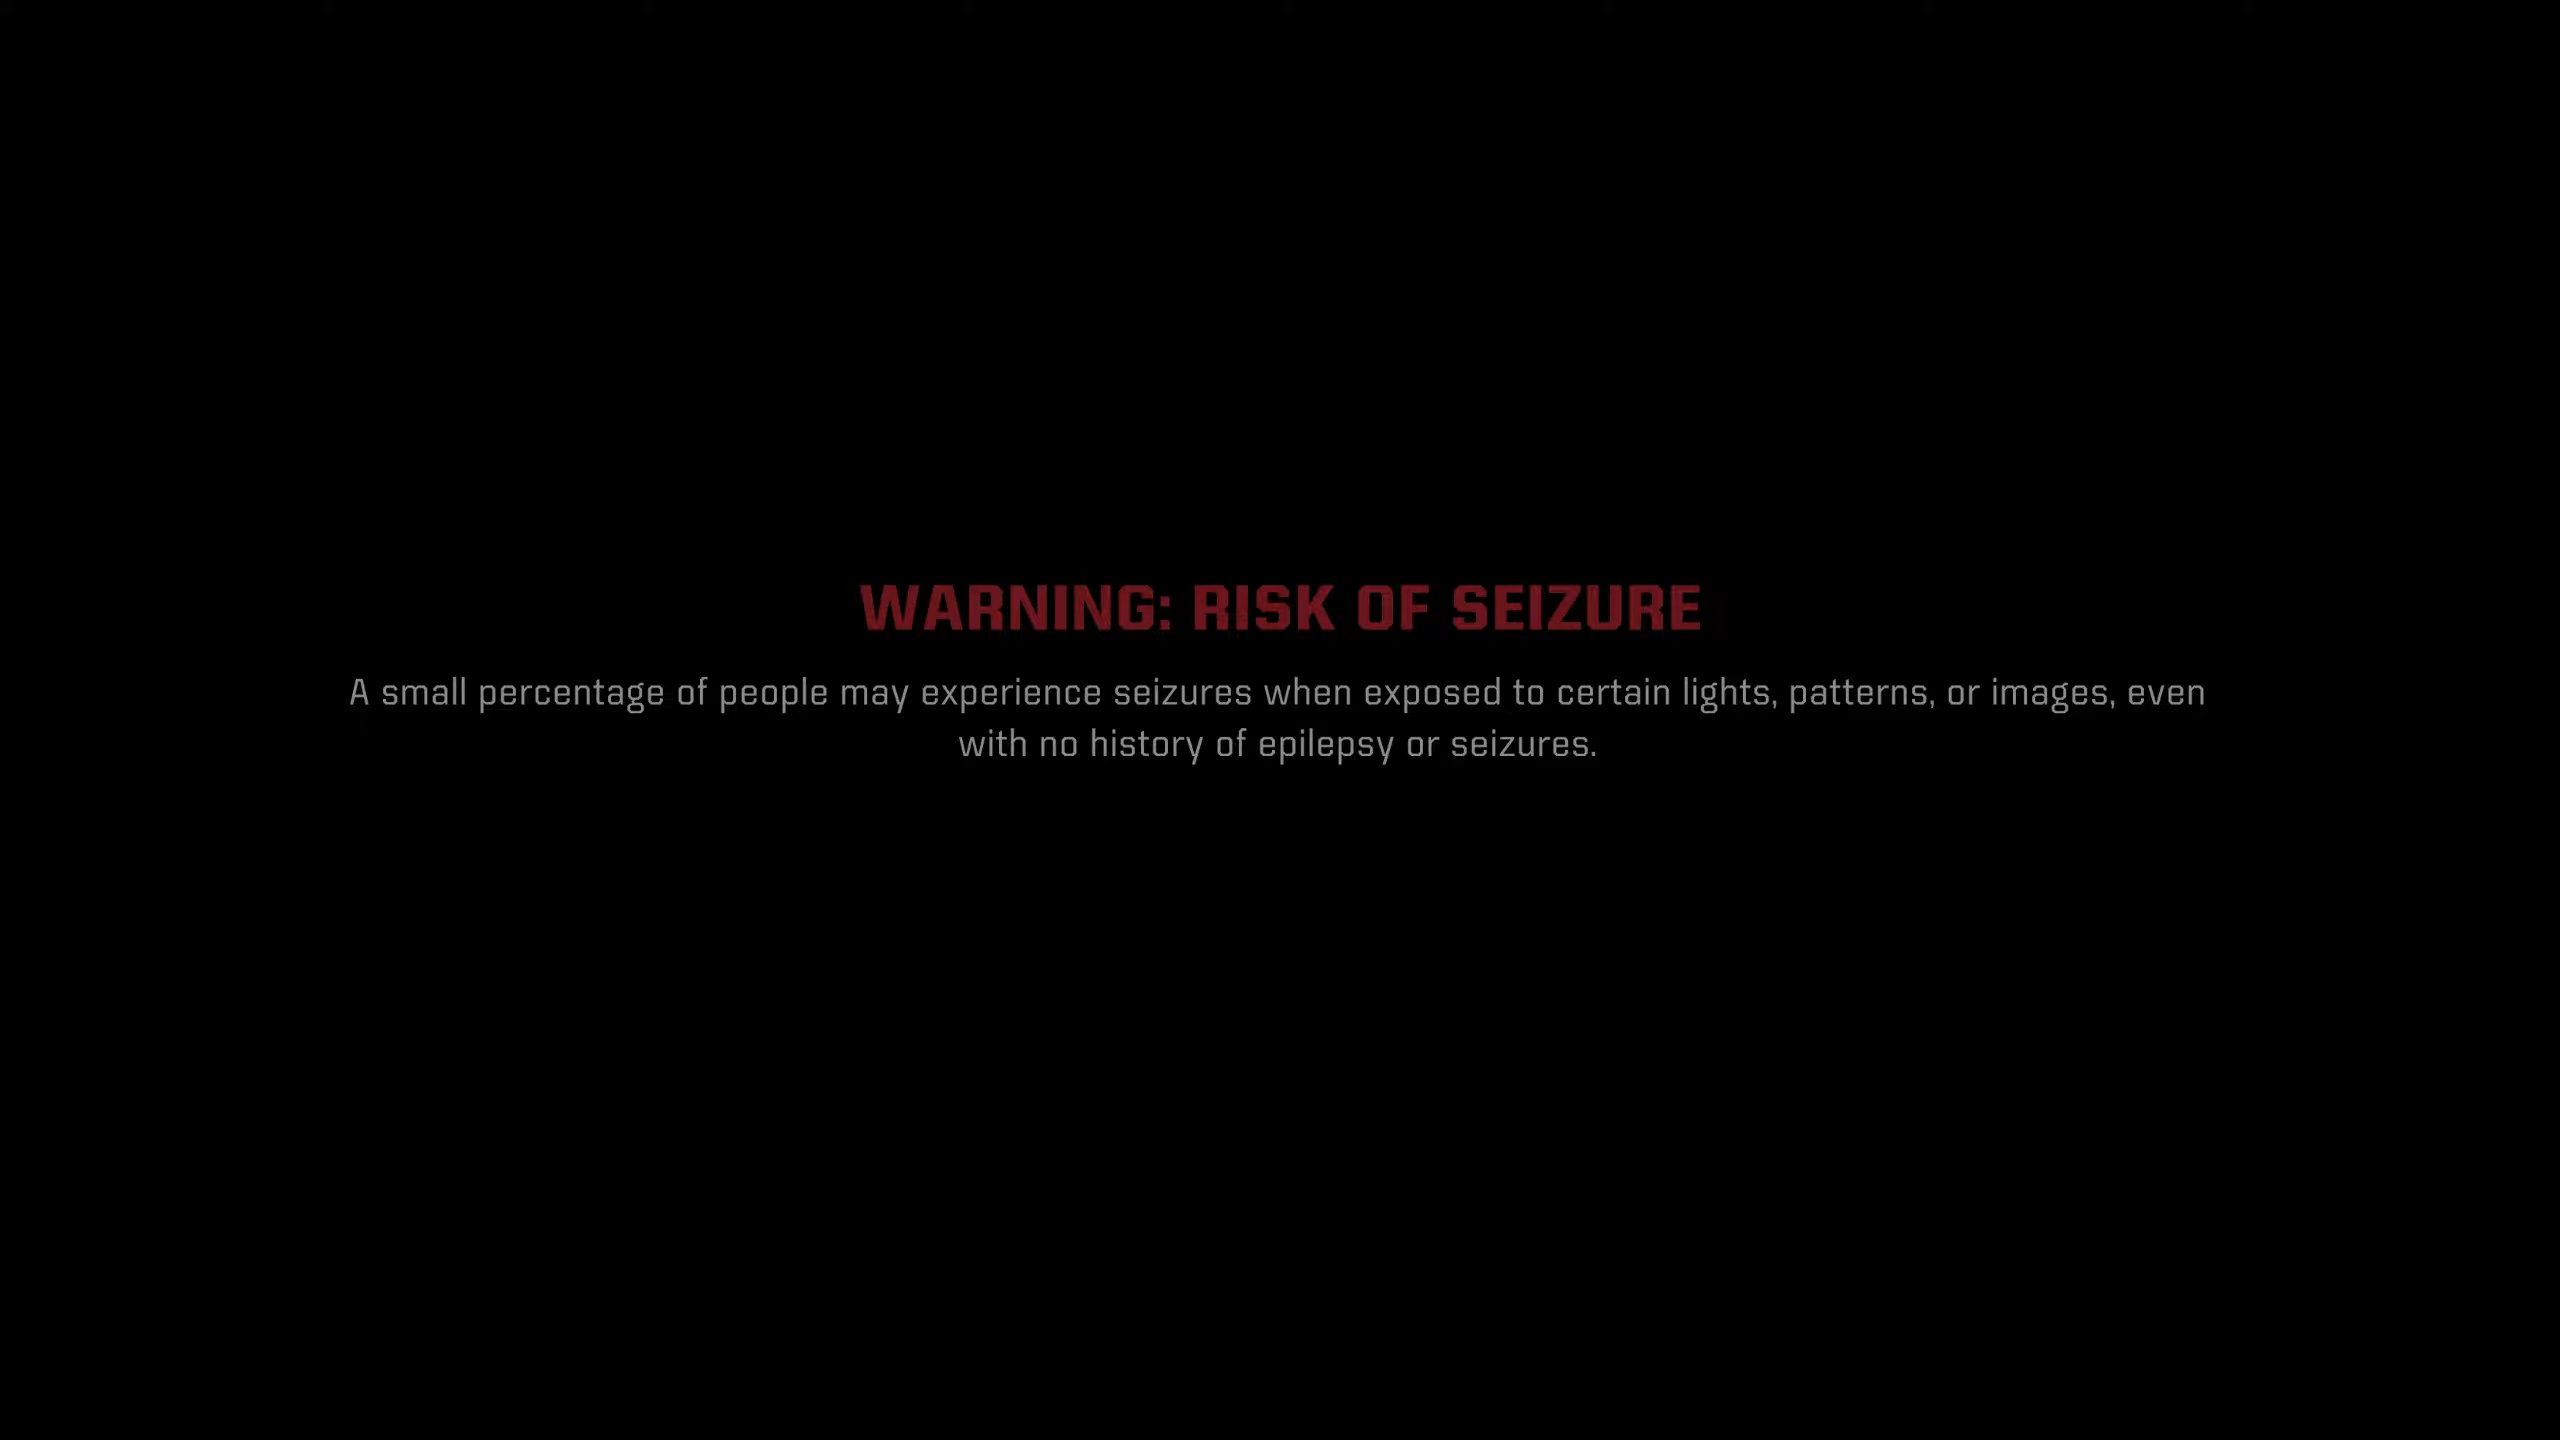 WARNING: RISK OF SEIZURE
A small percentage of people may experience seizures when exposed to certain lights, patterns, or images, even
with no history of epilepsy or seizures.